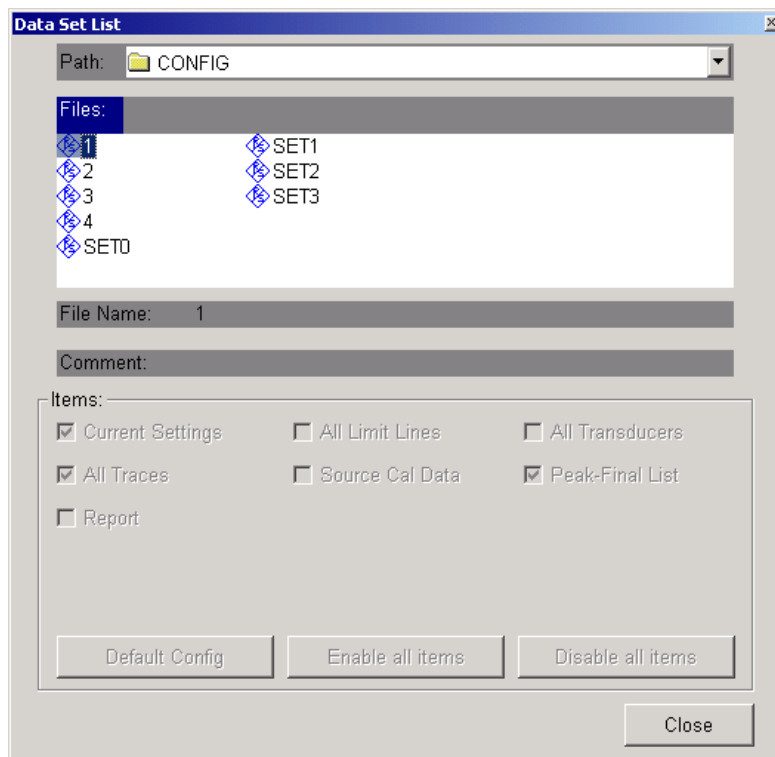 Data Set List
Path: CONFIG
Files:
1 SET1
2 SET2
3 SET3
4
SET0
File Name: 1
Comment:
Items:
Current Settings All Limit Lines All Transducers
All Traces Source Cal Data Peak-Final List
Report
Default Config Enable all items Disable all items
Close